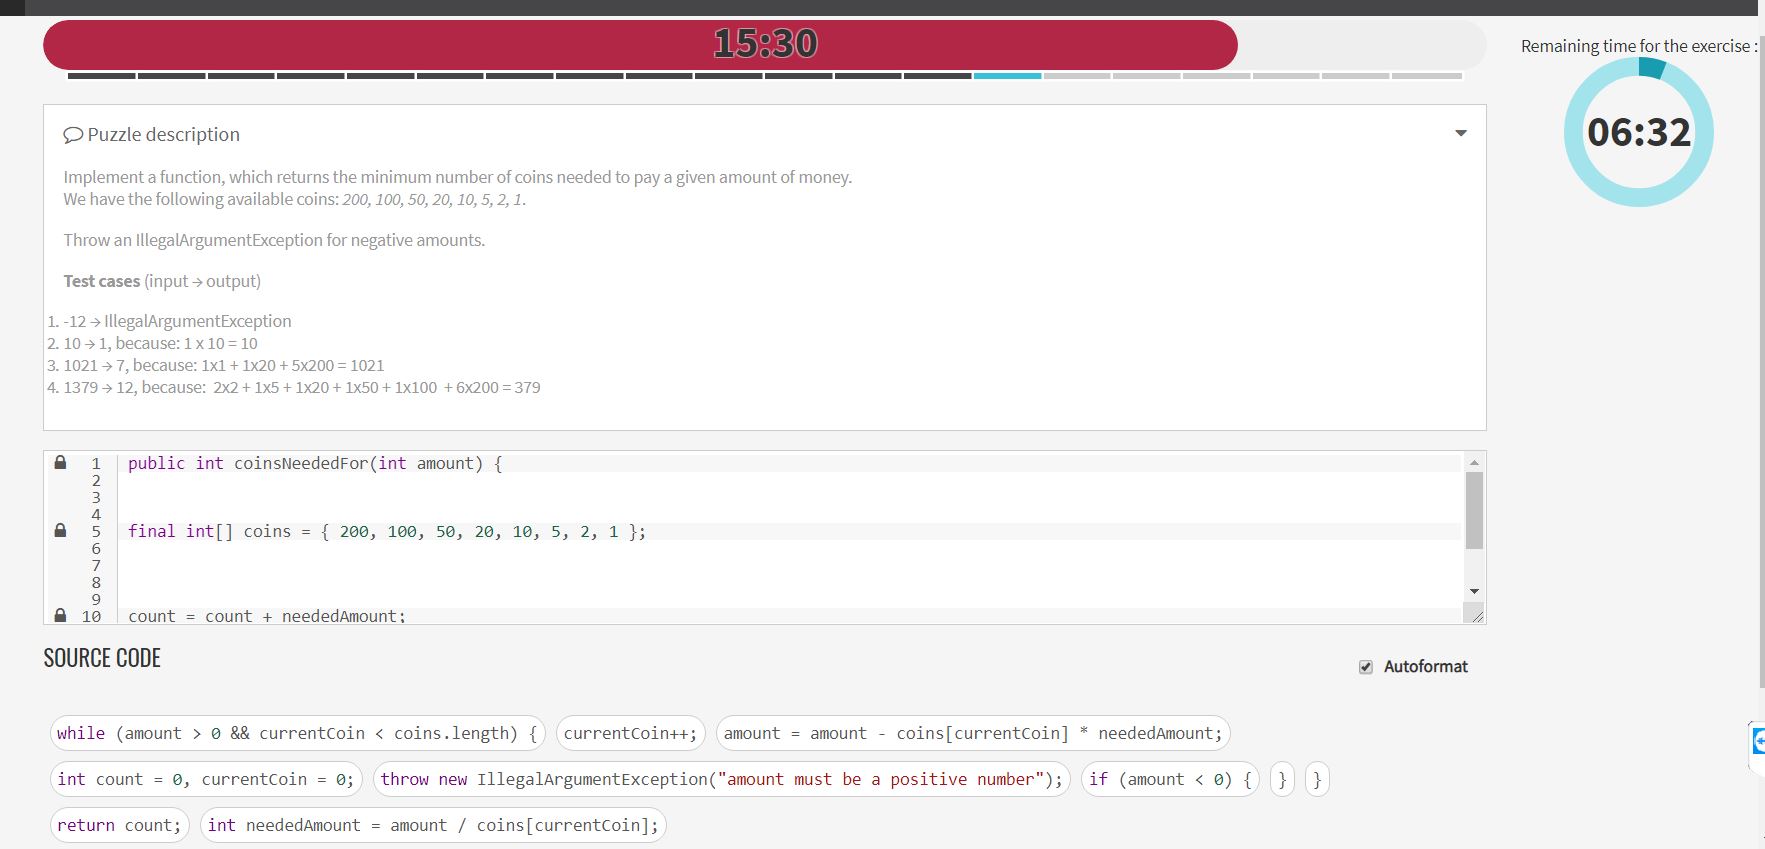 15:30
Remaining time for the exercise :
06:32
Puzzle description
Implement a function, which returns the minimum number of coins needed to pay a given amount of money.
We have the following available coins: 200, 100, 50, 20, 10, 5, 2, 1.
Throw an IllegalArgumentException for negative amounts.
Test cases (input → output)
1. -12 → IllegalArgumentException
2. 10 → 1, because: 1 x 10 = 10
3. 1021 → 7, because: 1x1 + 1x20 + 5x200 = 1021
4. 1379 → 12, because:  2x2 + 1x5 + 1x20 + 1x50 + 1x100  + 6x200 = 379
1 public int coinsNeededFor(int amount) {
2
3
4
5 final int[] coins = { 200, 100, 50, 20, 10, 5, 2, 1 };
6
7
8
9
10 count = count + neededAmount;
SOURCE CODE
Autoformat
while (amount > 0 && currentCoin < coins.length) { currentCoin++; amount = amount - coins[currentCoin] * neededAmount;
int count = 0, currentCoin = 0; throw new IllegalArgumentException("amount must be a positive number"); if (amount < 0) { } }
return count; int neededAmount = amount / coins[currentCoin];